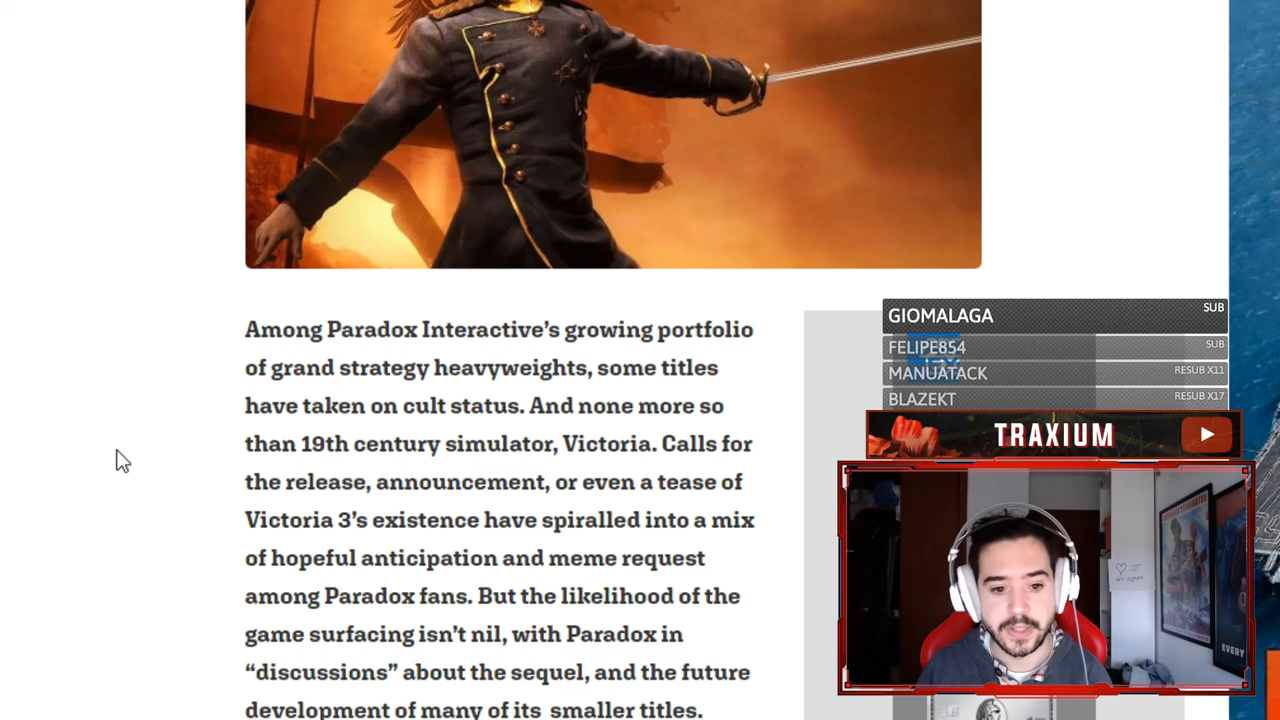 Among Paradox Interactive's growing portfolio
of grand strategy heavyweights, some titles
have taken on cult status. And none more so
than 19th century simulator, Victoria. Calls for
the release, announcement, or even a tease of
Victoria 3's existence have spiralled into a mix
of hopeful anticipation and meme request
among Paradox fans. But the likelihood of the
game surfacing isn't nil, with Paradox in
“discussions” about the sequel, and the future
development of many of its smaller titles.
GIOMALAGA SUB
FELIPE854 SUB
MANUATACK RESUB X11
BLAZEKT RESUB X17
TRAXIUM
EVERY